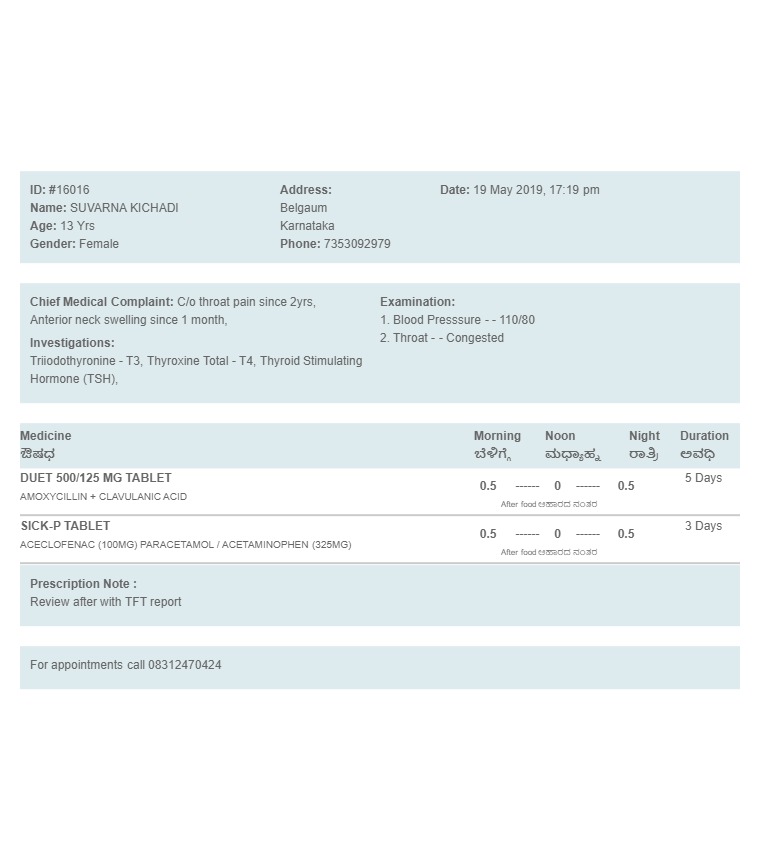 ID: #16016
Name: SUVARNA KICHADI
Age: 13 Yrs
Gender: Female
Address:
Belgaum
Karnataka
Phone: 7353092979
Date: 19 May 2019, 17:19 pm
Chief Medical Complaint: C/o throat pain since 2yrs,
Anterior neck swelling since 1 month,
Investigations:
Triiodothyronine - T3, Thyroxine Total - T4, Thyroid Stimulating
Hormone (TSH),
Examination:
1. Blood Presssure - - 110/80
2. Throat - - Congested
Medicine Morning Noon Night Duration
ಔಷಧ ಬೆಳಿಗ್ಗೆ ಮಧ್ಯಾಹ್ನ ರಾತ್ರಿ ಅವಧಿ
DUET 500/125 MG TABLET 5 Days
AMOXYCILLIN + CLAVULANIC ACID 0.5 ------ 0 ------ 0.5
After food ಆಹಾರದ ನಂತರ
SICK-P TABLET 3 Days
ACECLOFENAC (100MG) PARACETAMOL / ACETAMINOPHEN (325MG) 0.5 ------ 0 ------ 0.5
After food ಆಹಾರದ ನಂತರ
Prescription Note :
Review after with TFT report
For appointments call 08312470424